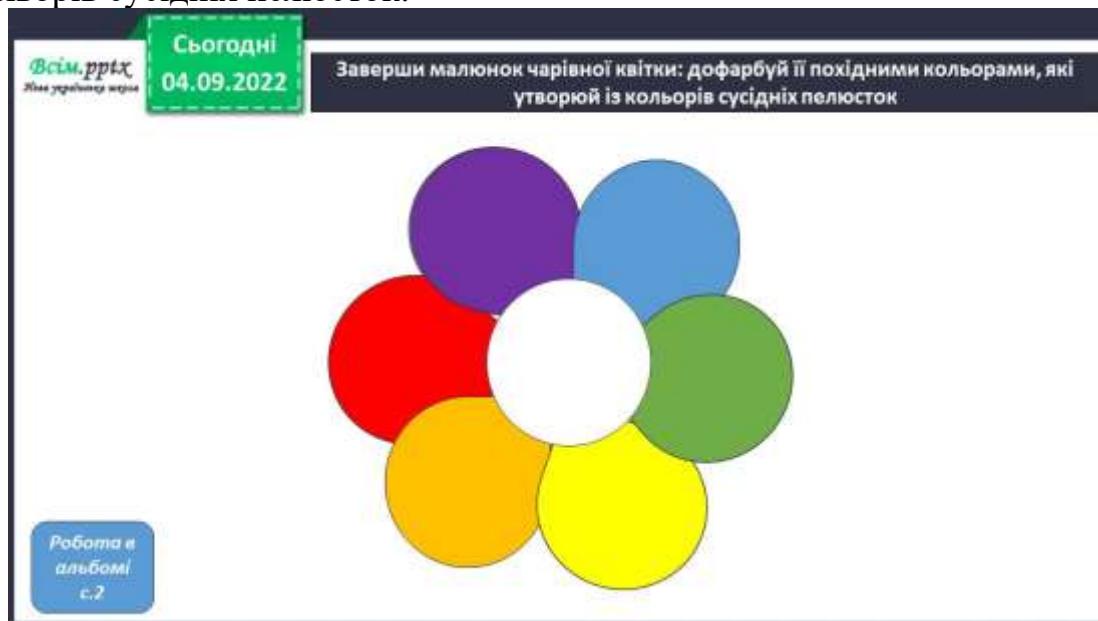 Сьогодні
04.09.2022
Всім.pptx
Нова українська школа
Заверши малюнок чарівної квітки: дофарбуй її похідними кольорами, які
утворюй із кольорів сусідніх пелюсток
Робота в
альбомі
с.2